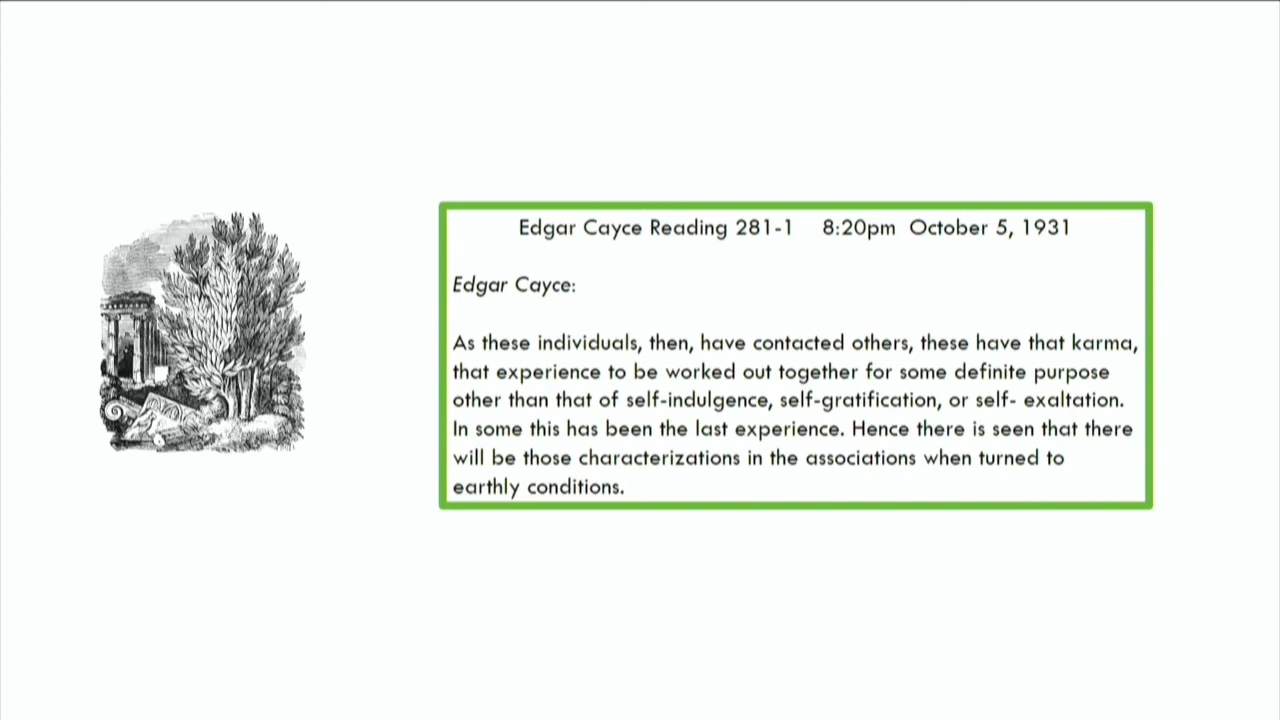 Edgar Cayce Reading 281-1 8:20pm October 5, 1931
Edgar Cayce:
As these individuals, then, have contacted others, these have that karma,
that experience to be worked out together for some definite purpose
other than that of self-indulgence, self-gratification, or self- exaltation.
In some this has been the last experience. Hence there is seen that there
will be those characterizations in the associations when turned to
earthly conditions.